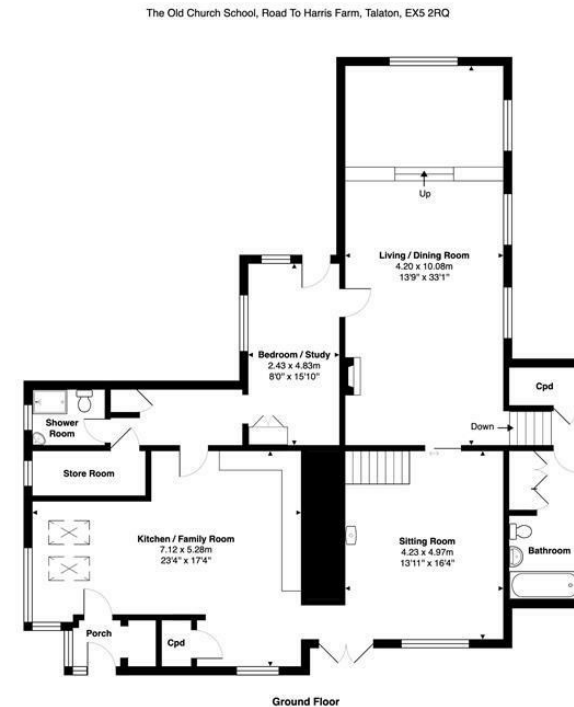 The Old Church School, Road To Harris Farm, Talaton, EX5 2RQ
Up
Living / Dining Room
4.20 x 10.08m
13'9" x 33'1"
Bedroom / Study
2.43 x 4.83m
8'0" x 15'10"
Cpd
Shower
Room
Down
Store Room
Kitchen / Family Room
7.12 x 5.28m
23'4" x 17'4"
Sitting Room
4.23 x 4.97m
13'11" x 16'4"
Bathroom
Porch
Cpd
Ground Floor